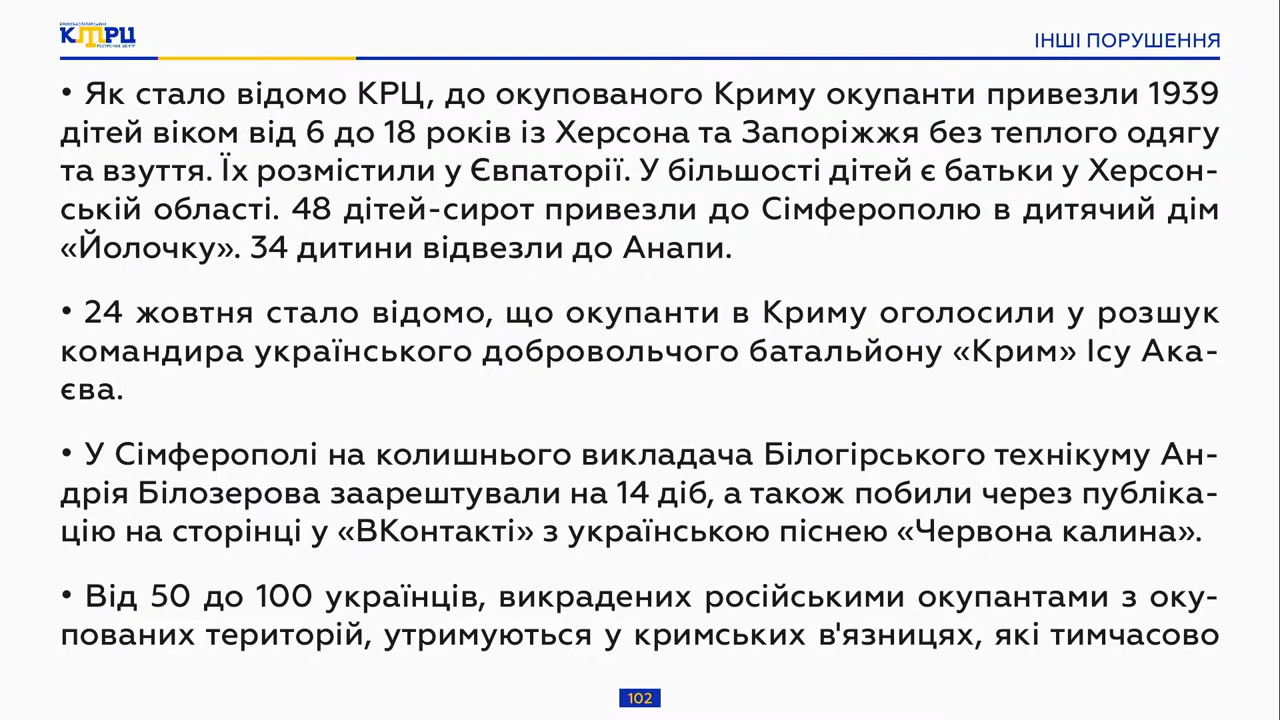 КРИМСЬКОТАТАРСЬКИЙ
КТРЦ
РЕСУРСНИЙ ЦЕНТР
ІНШІ ПОРУШЕННЯ
• Як стало відомо КРЦ, до окупованого Криму окупанти привезли 1939
дітей віком від 6 до 18 років із Херсона та Запоріжжя без теплого одягу
та взуття. Їх розмістили у Євпаторії. У більшості дітей є батьки у Херсон-
ській області. 48 дітей-сирот привезли до Сімферополю в дитячий дім
«Йолочку». 34 дитини відвезли до Анапи.
• 24 жовтня стало відомо, що окупанти в Криму оголосили у розшук
командира українського добровольчого батальйону «Крим» Ісу Ака-
єва.
• У Сімферополі на колишнього викладача Білогірського технікуму Ан-
дрія Білозерова заарештували на 14 діб, а також побили через публіка-
цію на сторінці у «ВКонтакті» з українською піснею «Червона калина».
• Від 50 до 100 українців, викрадених російськими окупантами з оку-
пованих територій, утримуються у кримських в'язницях, які тимчасово
102